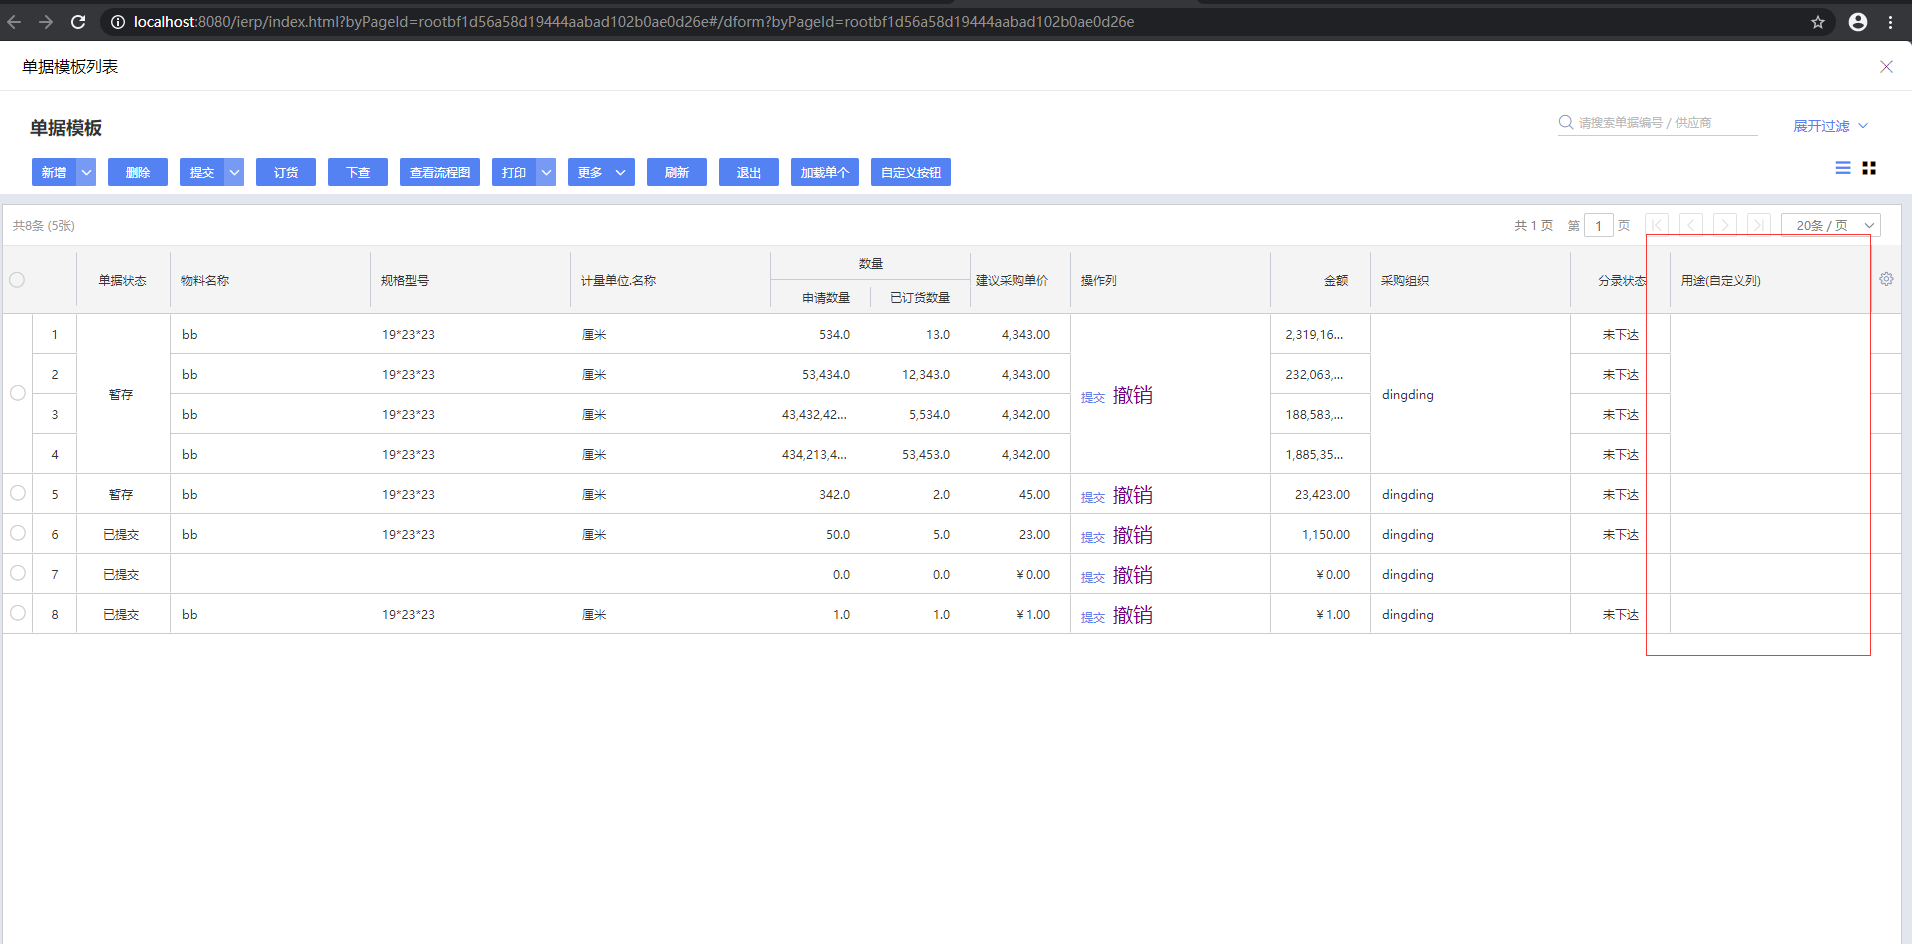 localhost:8080/ierp/index.html?byPageId=rootbf1d56a58d19444aabad102b0ae0d26e#/dform?byPageId=rootbf1d56a58d19444aabad102b0ae0d26e
单据模板列表
单据模板
请搜索单据编号 / 供应商
展开过滤
新增 删除 提交 订货 下查 查看流程图 打印 更多 刷新 退出 加载单个 自定义按钮
共8条 (5张) 共 1 页 第 1 页 20条 / 页
单据状态 物料名称 规格型号 计量单位.名称 数量 申请数量 已订货数量 建议采购单价 操作列 金额 采购组织 分录状态 用途(自定义列)
1 bb 19*23*23 厘米 534.0 13.0 4,343.00 2,319,16... 未下达
2 bb 19*23*23 厘米 53,434.0 12,343.0 4,343.00 232,063,... 未下达
暂存 提交 撤销 dingding
3 bb 19*23*23 厘米 43,432,42... 5,534.0 4,342.00 188,583,... 未下达
4 bb 19*23*23 厘米 434,213,4... 53,453.0 4,342.00 1,885,35... 未下达
5 暂存 bb 19*23*23 厘米 342.0 2.0 45.00 提交 撤销 23,423.00 dingding 未下达
6 已提交 bb 19*23*23 厘米 50.0 5.0 23.00 提交 撤销 1,150.00 dingding 未下达
7 已提交 0.0 0.0 ¥0.00 提交 撤销 ¥0.00 dingding
8 已提交 bb 19*23*23 厘米 1.0 1.0 ¥1.00 提交 撤销 ¥1.00 dingding 未下达